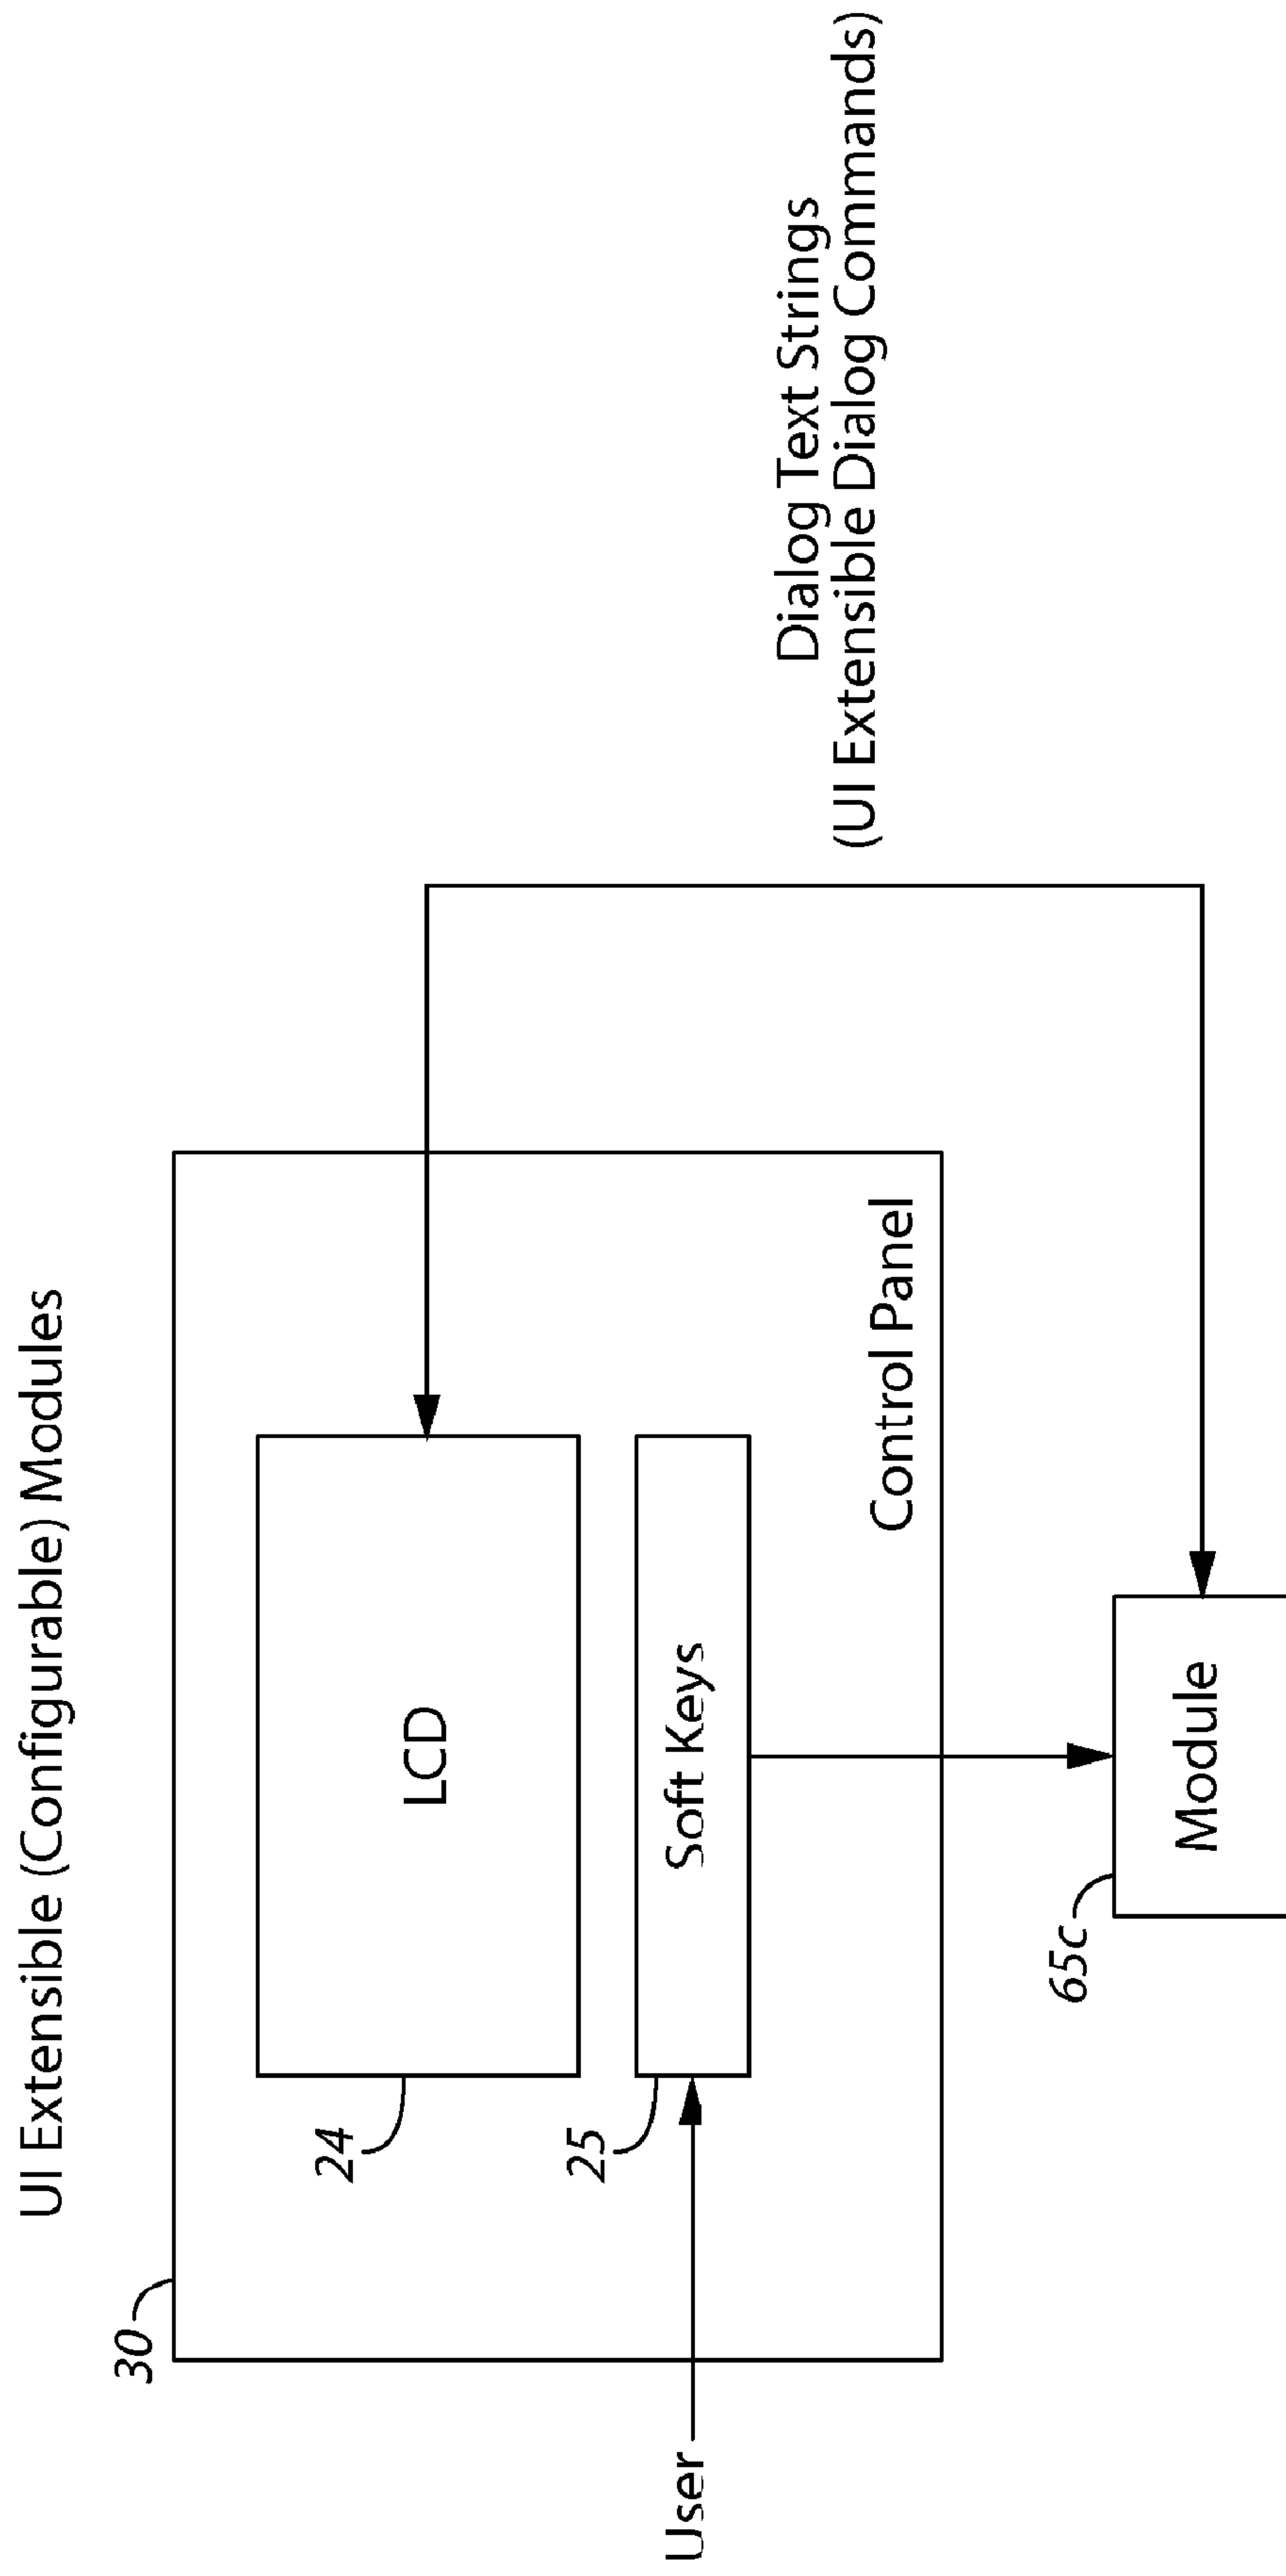 UI Extensible (Configurable) Modules
30
24
LCD
25
User
Soft Keys
Control Panel
Dialog Text Strings
(UI Extensible Dialog Commands)
65c
Module